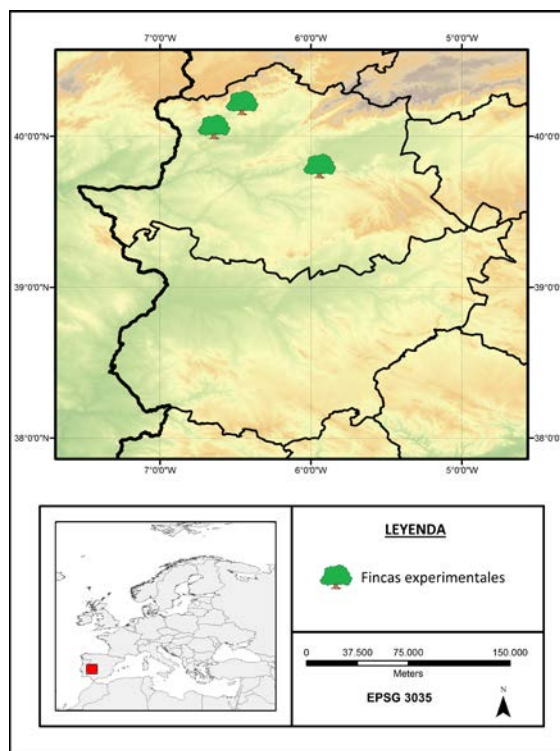 7°0'0"W 6°0'0"W 5°0'0"W
40°0'0"N 40°0'0"N
39°0'0"N 39°0'0"N
38°0'0"N 38°0'0"N
7°0'0"W 6°0'0"W 5°0'0"W
LEYENDA
Fincas experimentales
0 37.500 75.000 150.000
Meters
EPSG 3035
N